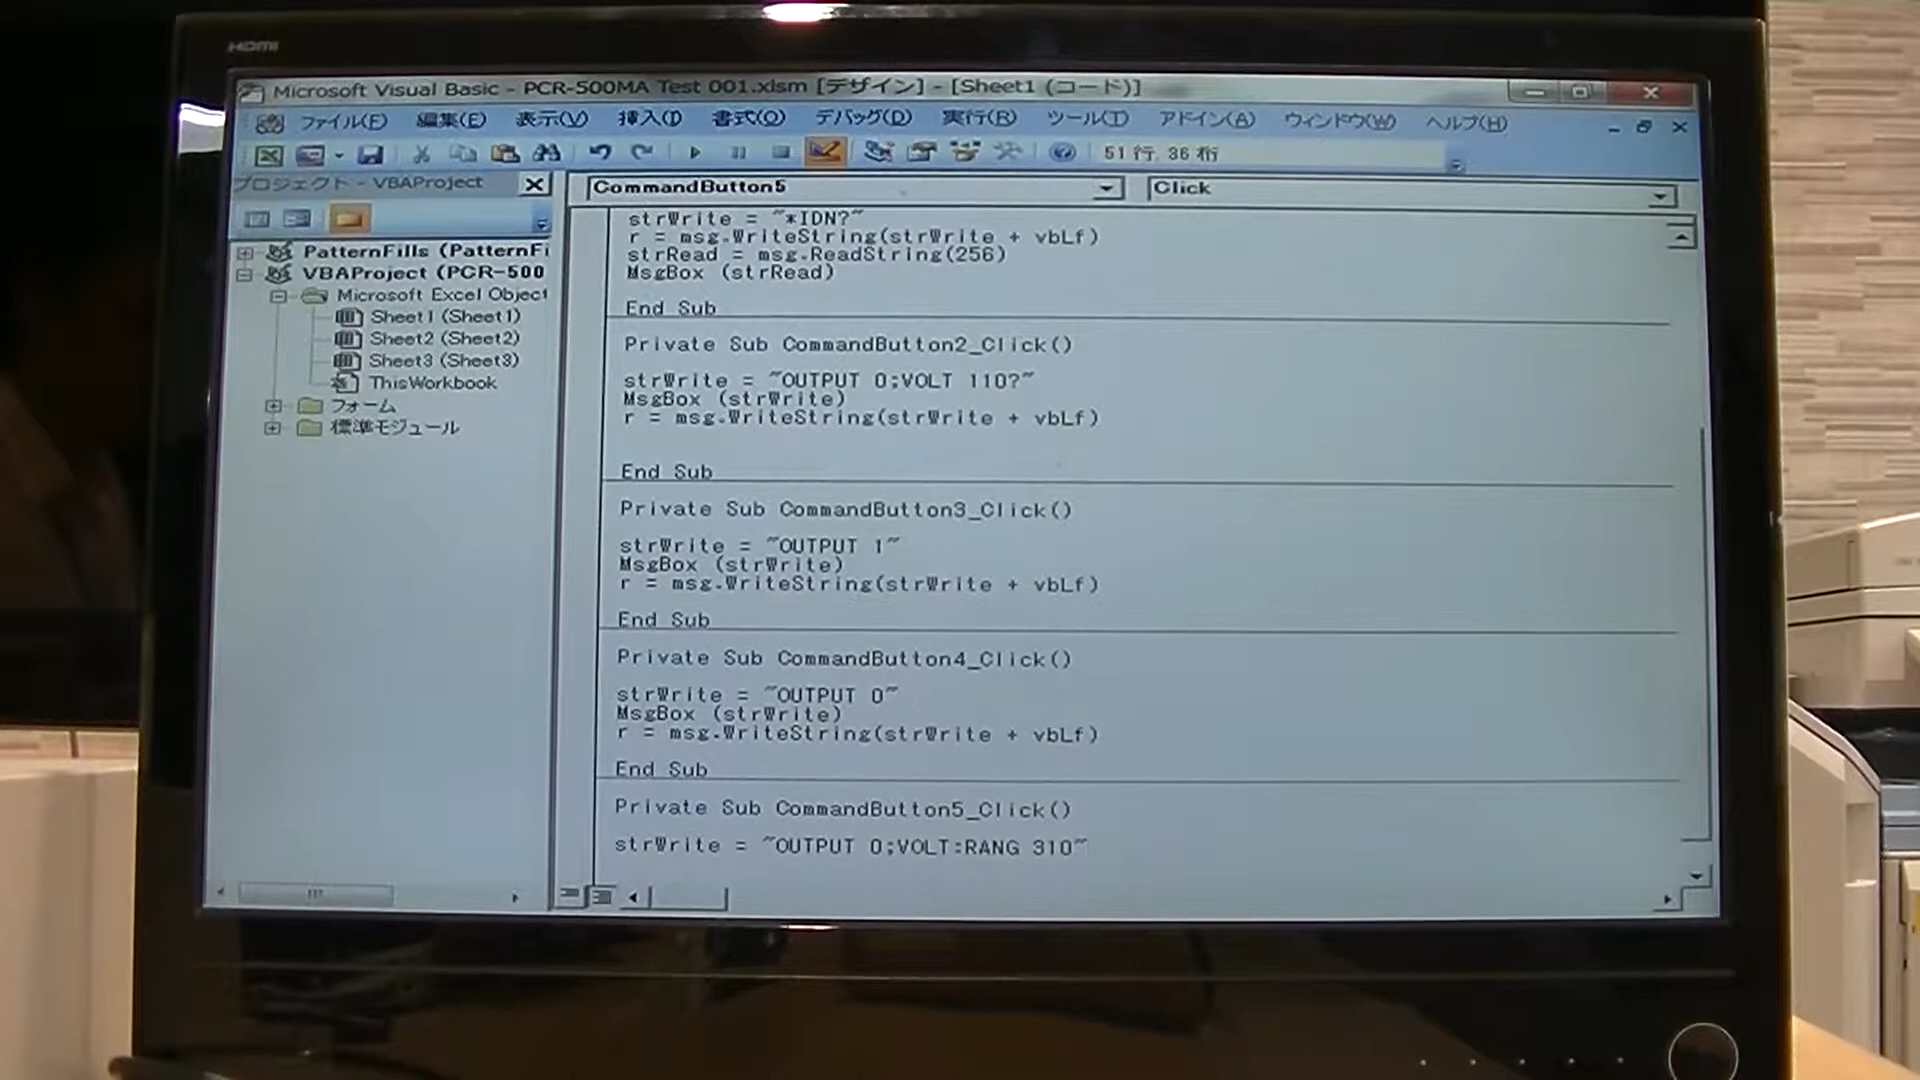 HDMI
Microsoft Visual Basic - PCR-500MA Test 001.xlsm [デザイン] - [Sheet1 (コード)]
ファイル(F) 編集(E) 表示(V) 挿入(I) 書式(O) デバッグ(D) 実行(R) ツール(T) アドイン(A) ウィンドウ(W) ヘルプ(H)
51 行, 36 桁
プロジェクト - VBAProject
CommandButton5
Click
PatternFills (PatternFi
VBAProject (PCR-500
Microsoft Excel Object
Sheet1 (Sheet1)
Sheet2 (Sheet2)
Sheet3 (Sheet3)
ThisWorkbook
フォーム
標準モジュール
strWrite = "*IDN?"
r = msg.WriteString(strWrite + vbLf)
strRead = msg.ReadString(256)
MsgBox (strRead)
End Sub
Private Sub CommandButton2_Click()
strWrite = "OUTPUT 0;VOLT 110?"
MsgBox (strWrite)
r = msg.WriteString(strWrite + vbLf)
End Sub
Private Sub CommandButton3_Click()
strWrite = "OUTPUT 1"
MsgBox (strWrite)
r = msg.WriteString(strWrite + vbLf)
End Sub
Private Sub CommandButton4_Click()
strWrite = "OUTPUT 0"
MsgBox (strWrite)
r = msg.WriteString(strWrite + vbLf)
End Sub
Private Sub CommandButton5_Click()
strWrite = "OUTPUT 0;VOLT:RANG 310"